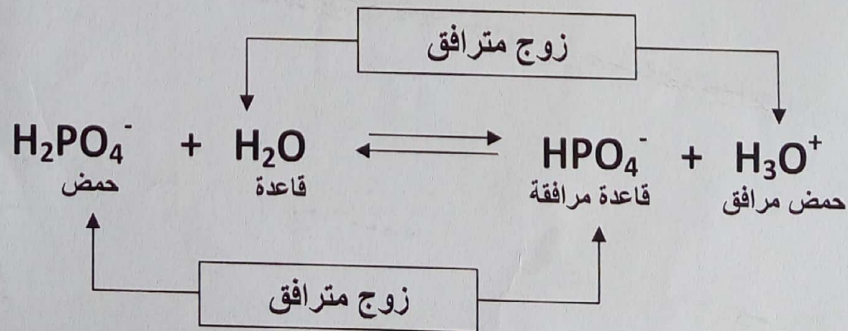 زوج مترافق
H₂PO₄⁻ + H₂O ⇌ HPO₄⁻ + H₃O⁺
حمض قاعدة قاعدة مرافقة حمض مرافق
زوج مترافق